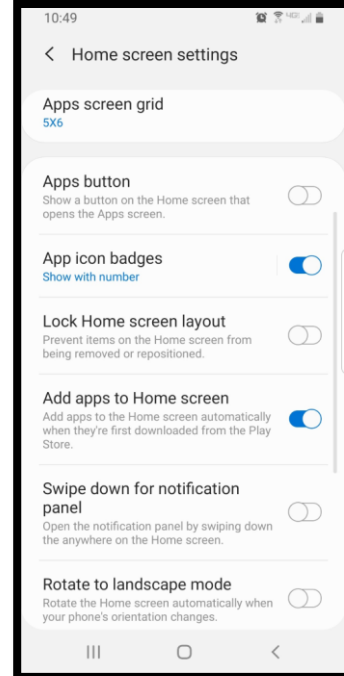 10:49
Home screen settings
Apps screen grid
5X6
Apps button
Show a button on the Home screen that
opens the Apps screen.
App icon badges
Show with number
Lock Home screen layout
Prevent items on the Home screen from
being removed or repositioned.
Add apps to Home screen
Add apps to the Home screen automatically
when they're first downloaded from the Play
Store.
Swipe down for notification
panel
Open the notification panel by swiping down
the anywhere on the Home screen.
Rotate to landscape mode
Rotate the Home screen automatically when
your phone's orientation changes.